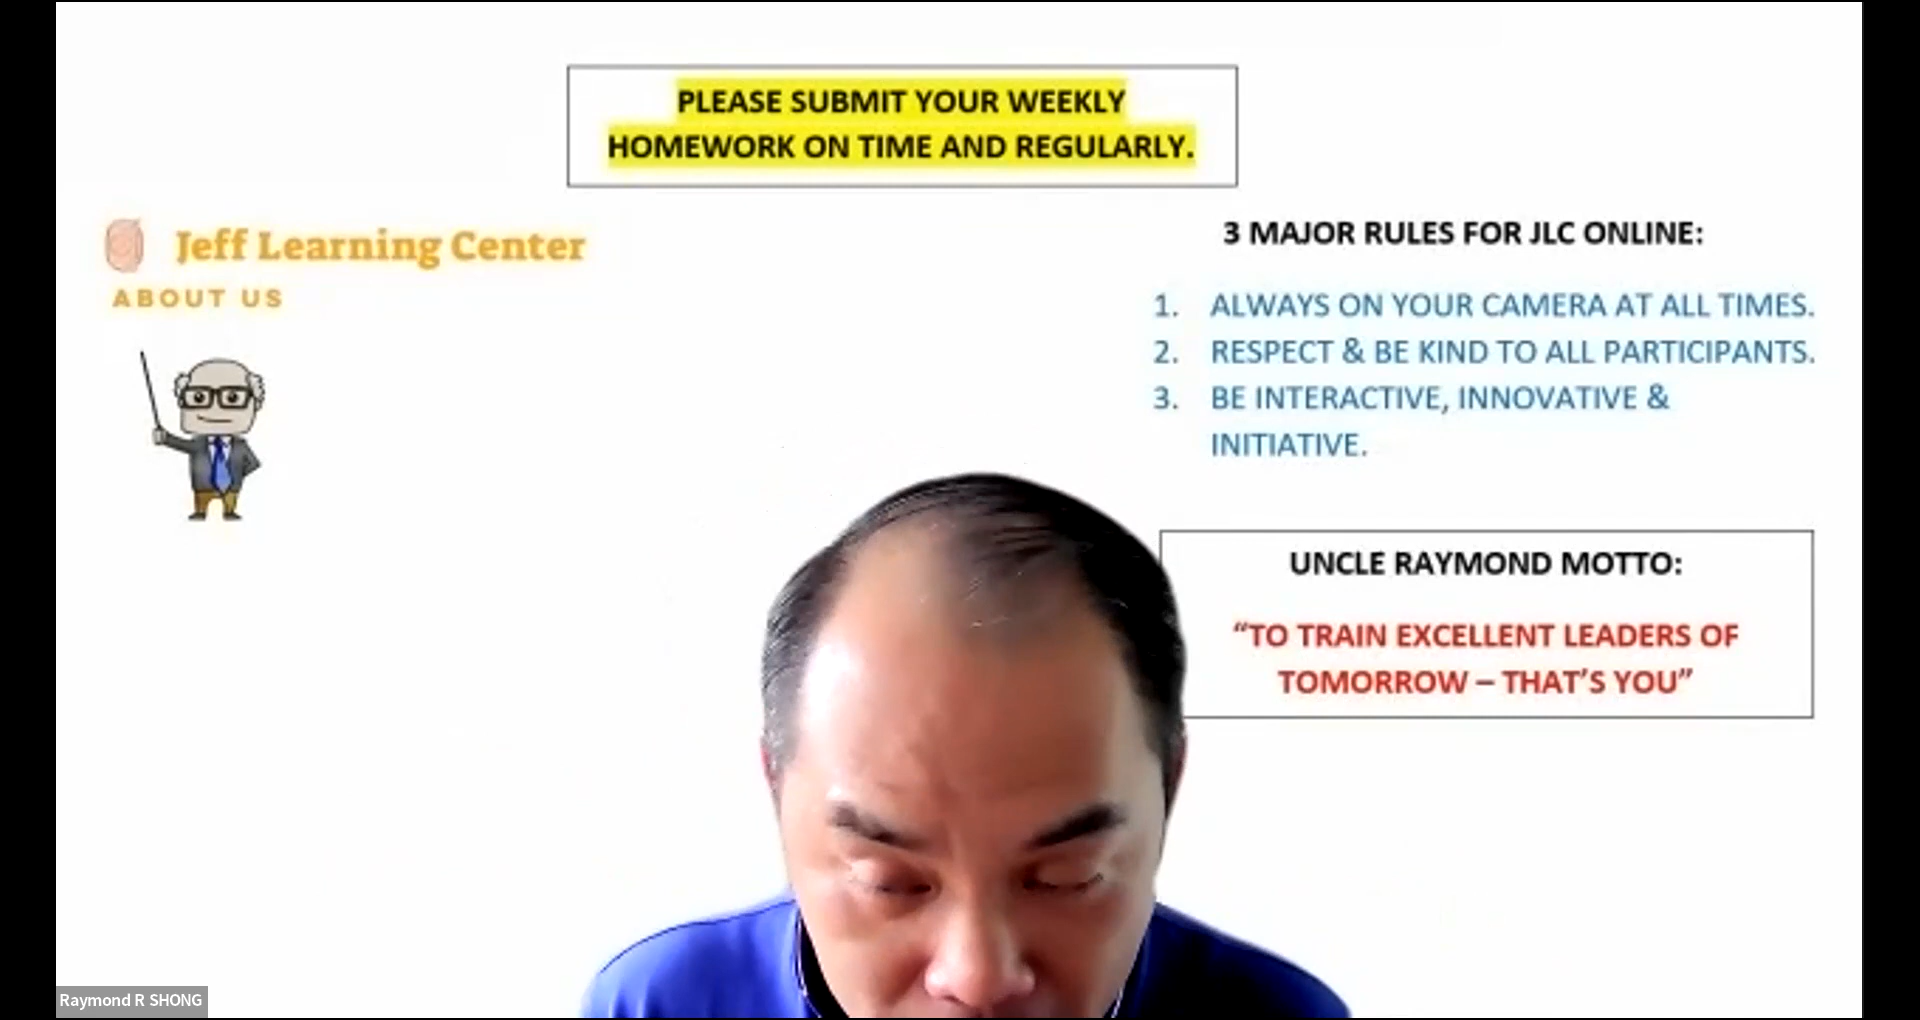 PLEASE SUBMIT YOUR WEEKLY
HOMEWORK ON TIME AND REGULARLY.
Jeff Learning Center
ABOUT US
3 MAJOR RULES FOR JLC ONLINE:
1. ALWAYS ON YOUR CAMERA AT ALL TIMES.
2. RESPECT & BE KIND TO ALL PARTICIPANTS.
3. BE INTERACTIVE, INNOVATIVE &
INITIATIVE.
UNCLE RAYMOND MOTTO:
“TO TRAIN EXCELLENT LEADERS OF
TOMORROW – THAT’S YOU”
Raymond R SHONG